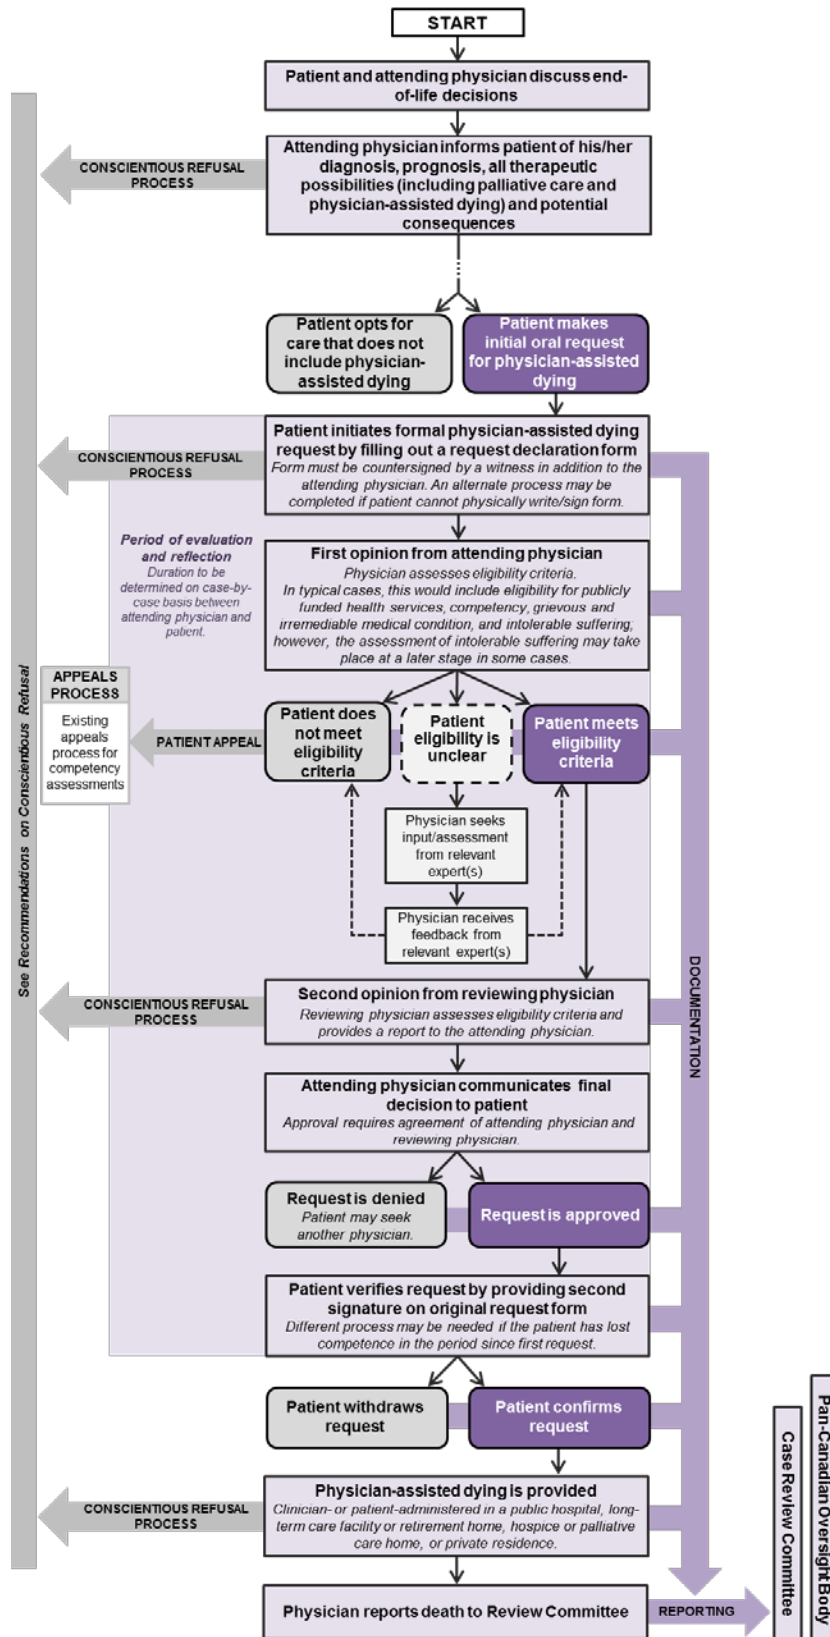 START
Patient and attending physician discuss end-
of-life decisions
Attending physician informs patient of his/her
diagnosis, prognosis, all therapeutic
possibilities (including palliative care and
physician-assisted dying) and potential
consequences
CONSCIENTIOUS REFUSAL
PROCESS
Patient opts for
care that does not
include physician-
assisted dying
Patient makes
initial oral request
for physician-assisted
dying
Patient initiates formal physician-assisted dying
request by filling out a request declaration form
Form must be countersigned by a witness in addition to the
attending physician. An alternate process may be
completed if patient cannot physically write/sign form.
CONSCIENTIOUS REFUSAL
PROCESS
Period of evaluation
and reflection
Duration to be
determined on case-by-
case basis between
attending physician and
patient.
First opinion from attending physician
Physician assesses eligibility criteria.
In typical cases, this would include eligibility for publicly
funded health services, competency, grievous and
irremediable medical condition, and intolerable suffering;
however, the assessment of intolerable suffering may take
place at a later stage in some cases.
APPEALS
PROCESS
Existing
appeals
process for
competency
assessments
PATIENT APPEAL
Patient does
not meet
eligibility
criteria
Patient
eligibility is
unclear
Patient meets
eligibility
criteria
Physician seeks
input/assessment
from relevant
expert(s)
Physician receives
feedback from
relevant expert(s)
See Recommendations on Conscientious Refusal
DOCUMENTATION
Second opinion from reviewing physician
Reviewing physician assesses eligibility criteria and
provides a report to the attending physician.
CONSCIENTIOUS REFUSAL
PROCESS
Attending physician communicates final
decision to patient
Approval requires agreement of attending physician and
reviewing physician.
Request is denied
Patient may seek
another physician.
Request is approved
Patient verifies request by providing second
signature on original request form
Different process may be needed if the patient has lost
competence in the period since first request.
Patient withdraws
request
Patient confirms
request
Physician-assisted dying is provided
Clinician- or patient-administered in a public hospital, long-
term care facility or retirement home, hospice or palliative
care home, or private residence.
CONSCIENTIOUS REFUSAL
PROCESS
Physician reports death to Review Committee
REPORTING
Case Review Committee
Pan-Canadian Oversight Body